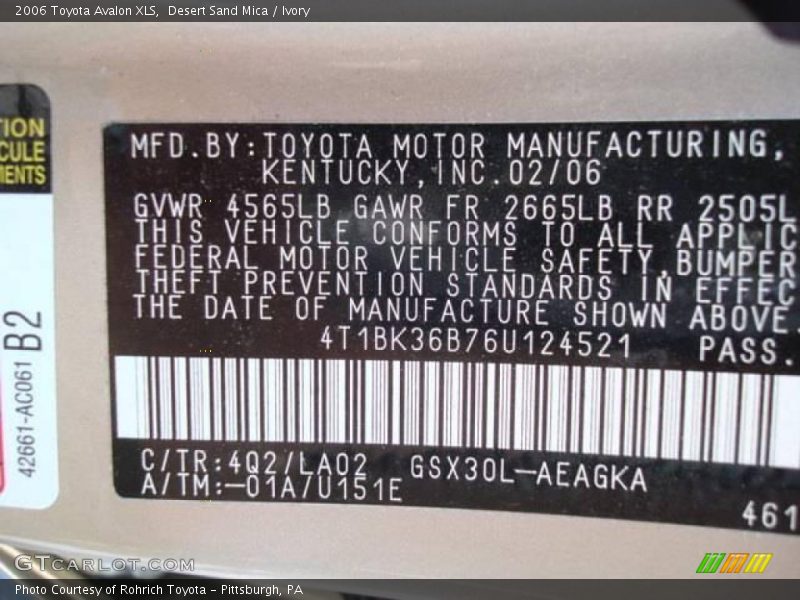 2006 Toyota Avalon XLS,  Desert Sand Mica / Ivory
TION
CULE
MENTS
42661-AC061 B2
MFD.BY:TOYOTA MOTOR MANUFACTURING,
KENTUCKY,INC.02/06
GVWR 4565LB GAWR FR 2665LB RR 2505L
THIS VEHICLE CONFORMS TO ALL APPLIC
FEDERAL MOTOR VEHICLE SAFETY,BUMPER
THEFT PREVENTION STANDARDS IN EFFEC
THE DATE OF MANUFACTURE SHOWN ABOVE.
4T1BK36B76U124521 PASS.
C/TR:4Q2/LA02 GSX30L-AEAGKA
A/TM:-01A/U151E
461
GTCARLOT.COM
Photo Courtesy of Rohrich Toyota - Pittsburgh, PA